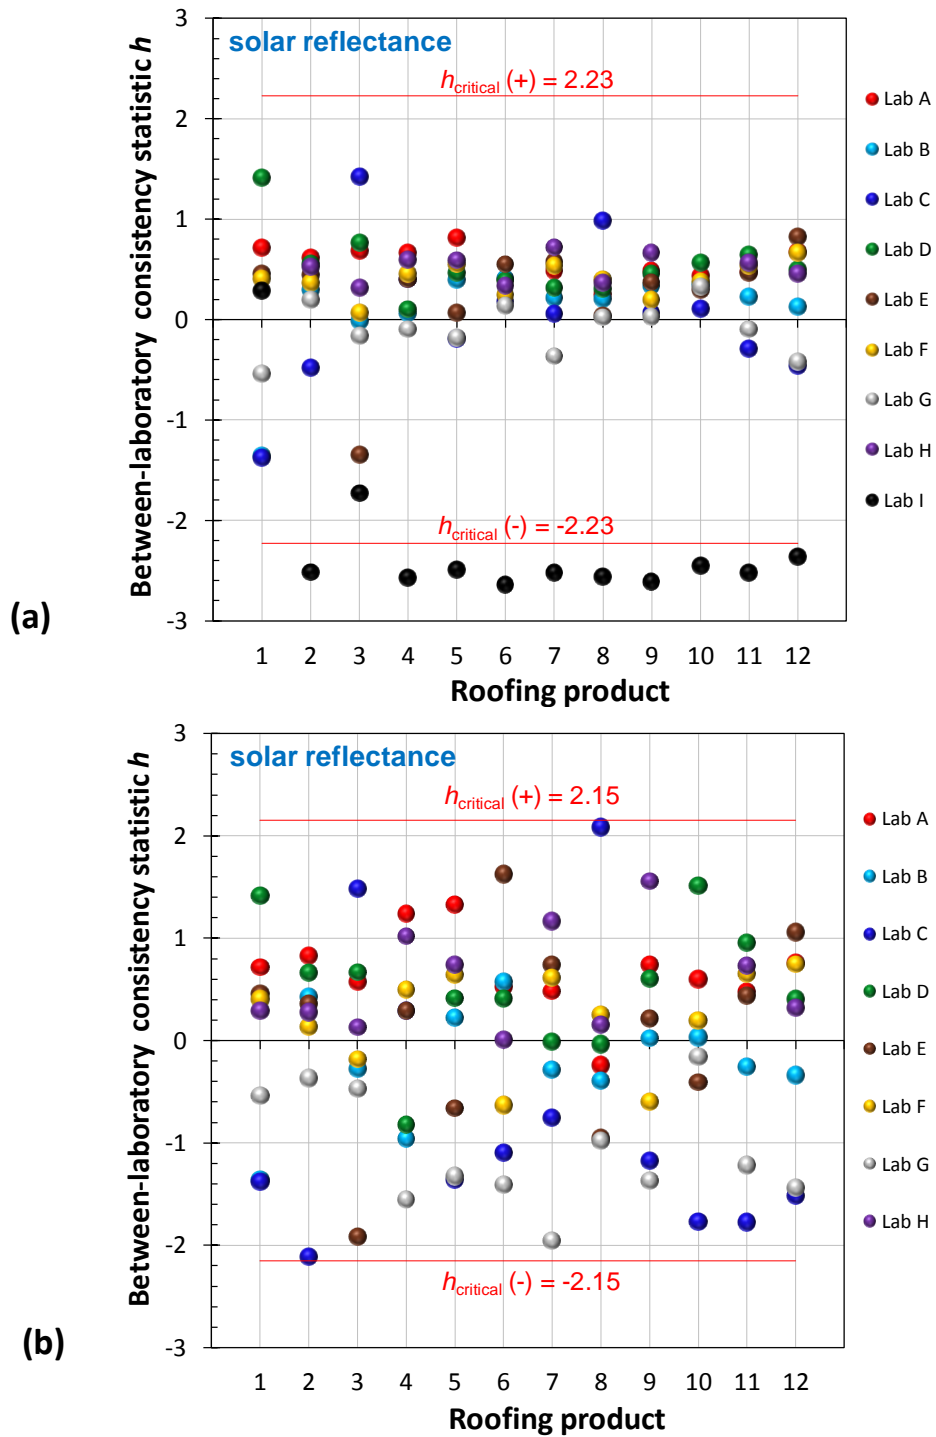 solar reflectance
hcritical (+) = 2.23
hcritical (-) = -2.23
Between-laboratory consistency statistic h
3
2
1
0
-1
-2
-3
1 2 3 4 5 6 7 8 9 10 11 12
Roofing product
Lab A
Lab B
Lab C
Lab D
Lab E
Lab F
Lab G
Lab H
Lab I
(a)
solar reflectance
hcritical (+) = 2.15
hcritical (-) = -2.15
Between-laboratory consistency statistic h
3
2
1
0
-1
-2
-3
1 2 3 4 5 6 7 8 9 10 11 12
Roofing product
Lab A
Lab B
Lab C
Lab D
Lab E
Lab F
Lab G
Lab H
(b)